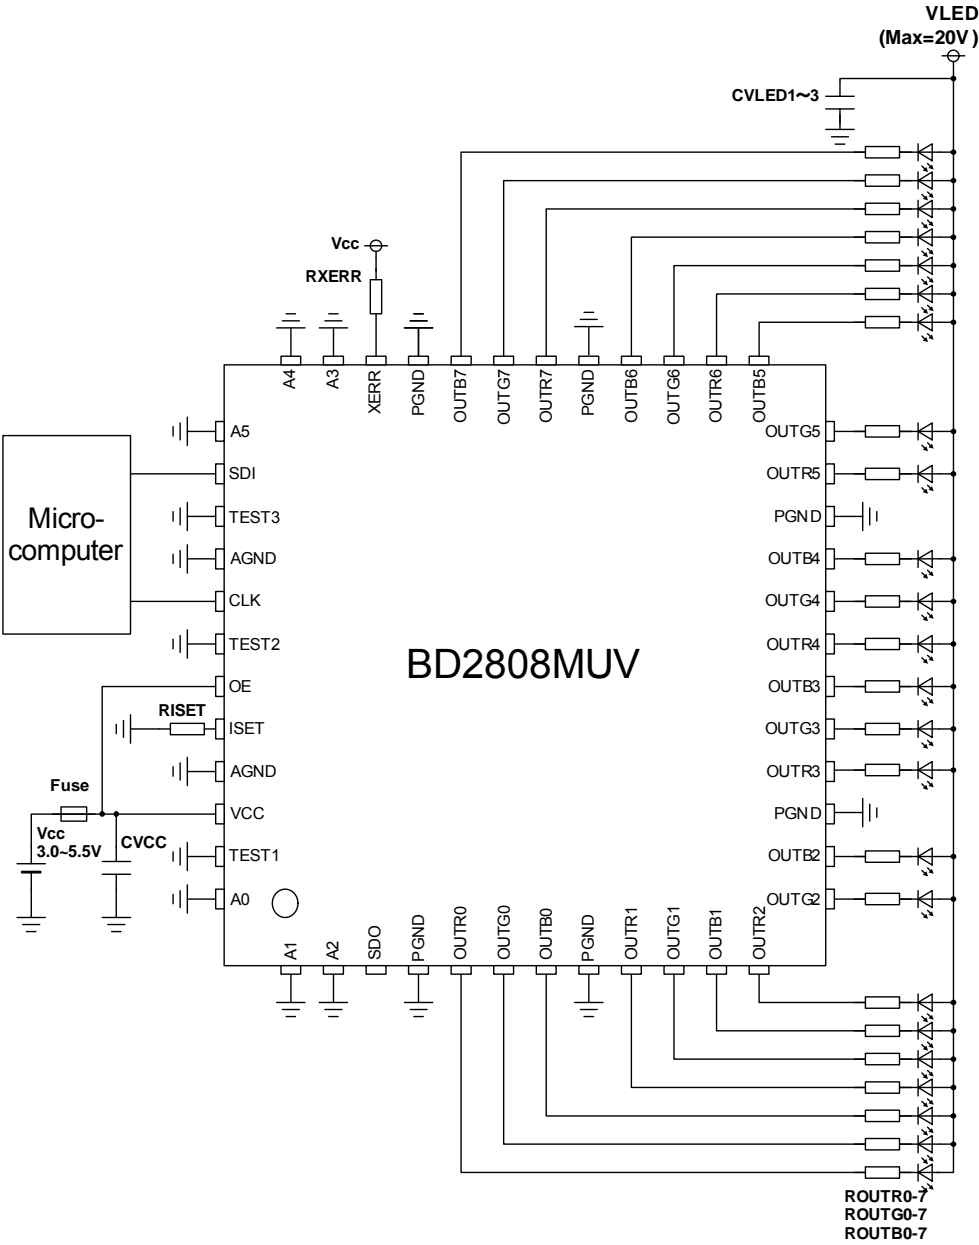 VLED
(Max=20V)
CVLED1～3
Vcc
RXERR
A4
A3
XERR
PGND
OUTB7
OUTG7
OUTR7
PGND
OUTB6
OUTG6
OUTR6
OUTB5
A5
SDI
TEST3
AGND
CLK
TEST2
OE
ISET
AGND
VCC
TEST1
A0
Micro-
computer
RISET
Fuse
Vcc
3.0~5.5V
CVCC
BD2808MUV
OUTG5
OUTR5
PGND
OUTB4
OUTG4
OUTR4
OUTB3
OUTG3
OUTR3
PGND
OUTB2
OUTG2
A1
A2
SDO
PGND
OUTR0
OUTG0
OUTB0
PGND
OUTR1
OUTG1
OUTB1
OUTR2
ROUTR0-7
ROUTG0-7
ROUTB0-7